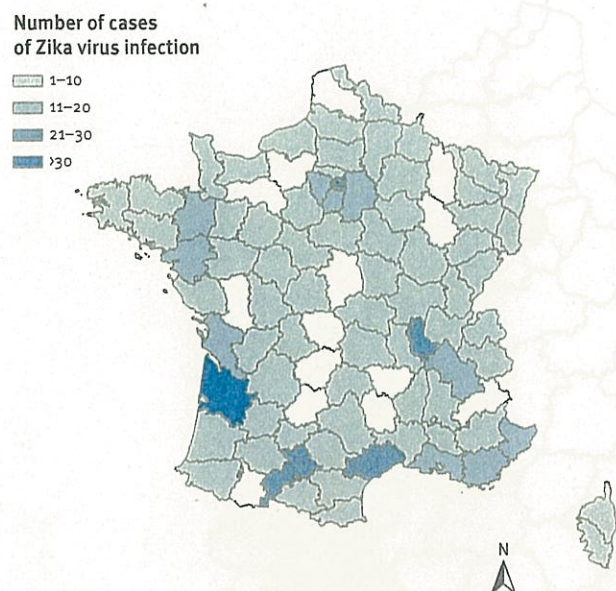 Number of cases
of Zika virus infection
1–10
11–20
21–30
>30
N